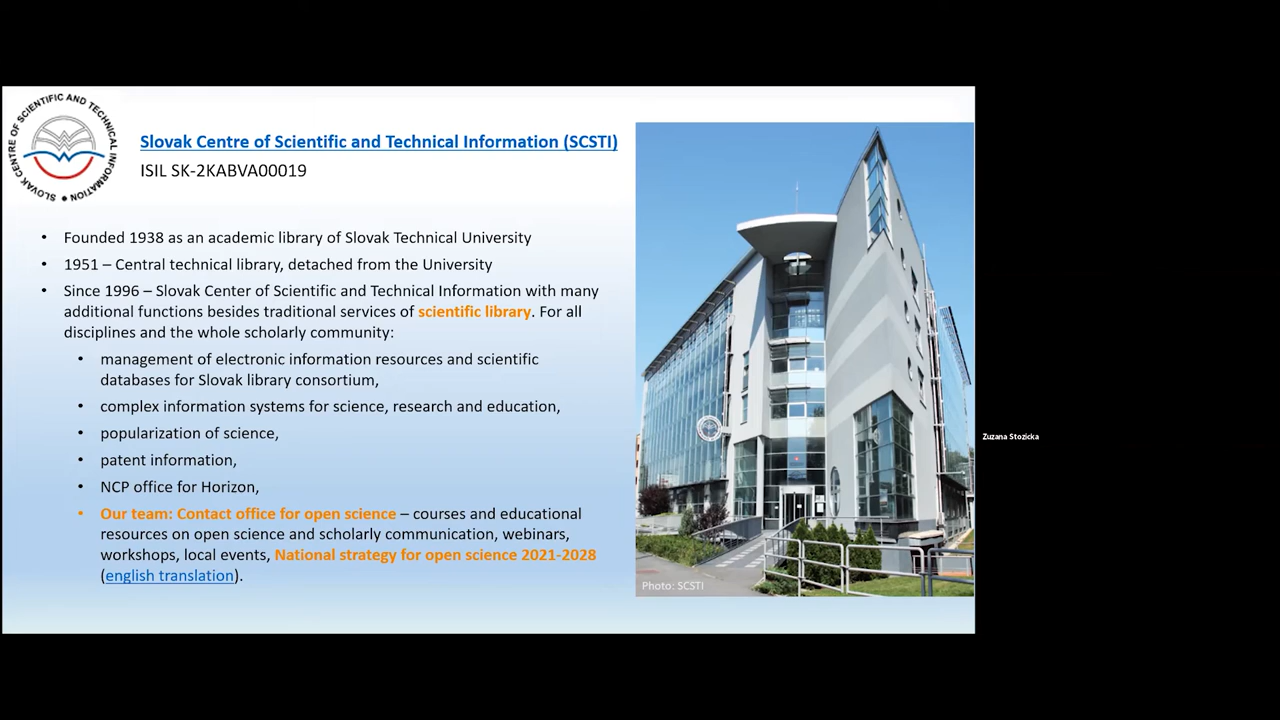 SLOVAK CENTRE OF SCIENTIFIC AND TECHNICAL INFORMATION
Slovak Centre of Scientific and Technical Information (SCSTI)
ISIL SK-2KABVA00019
• Founded 1938 as an academic library of Slovak Technical University
• 1951 – Central technical library, detached from the University
• Since 1996 – Slovak Center of Scientific and Technical Information with many
additional functions besides traditional services of scientific library. For all
disciplines and the whole scholarly community:
• management of electronic information resources and scientific
databases for Slovak library consortium,
• complex information systems for science, research and education,
• popularization of science,
• patent information,
• NCP office for Horizon,
• Our team: Contact office for open science – courses and educational
resources on open science and scholarly communication, webinars,
workshops, local events, National strategy for open science 2021-2028
(english translation).
Photo: SCSTI
Zuzana Stozicka